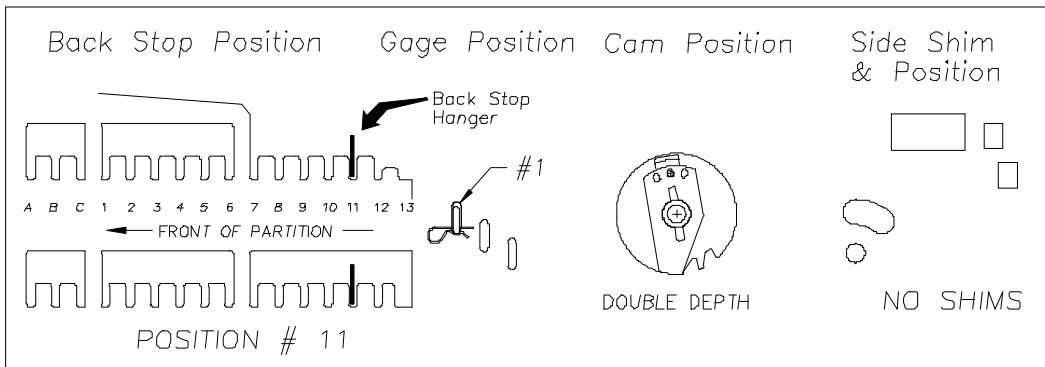 Back Stop Position
Gage Position
Cam Position
Side Shim
& Position
Back Stop
Hanger
#1
A B C 1 2 3 4 5 6 7 8 9 10 11 12 13
FRONT OF PARTITION
DOUBLE DEPTH
NO SHIMS
POSITION # 11